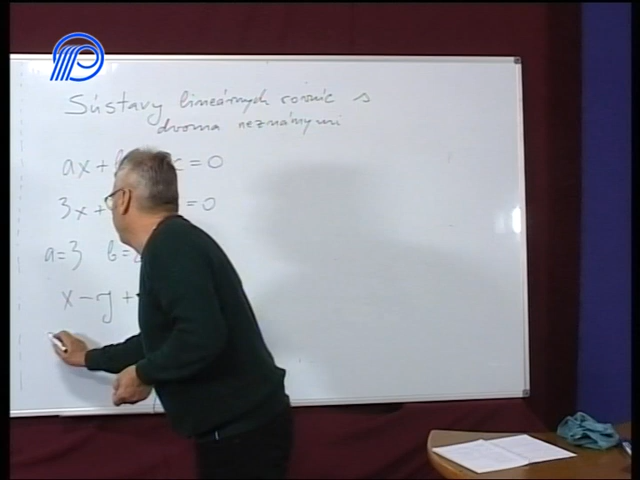 Sústavy lineárnych rovníc s
dvoma neznámymi
ax + = 0
3x + = 0
a=3 b=
x - y +